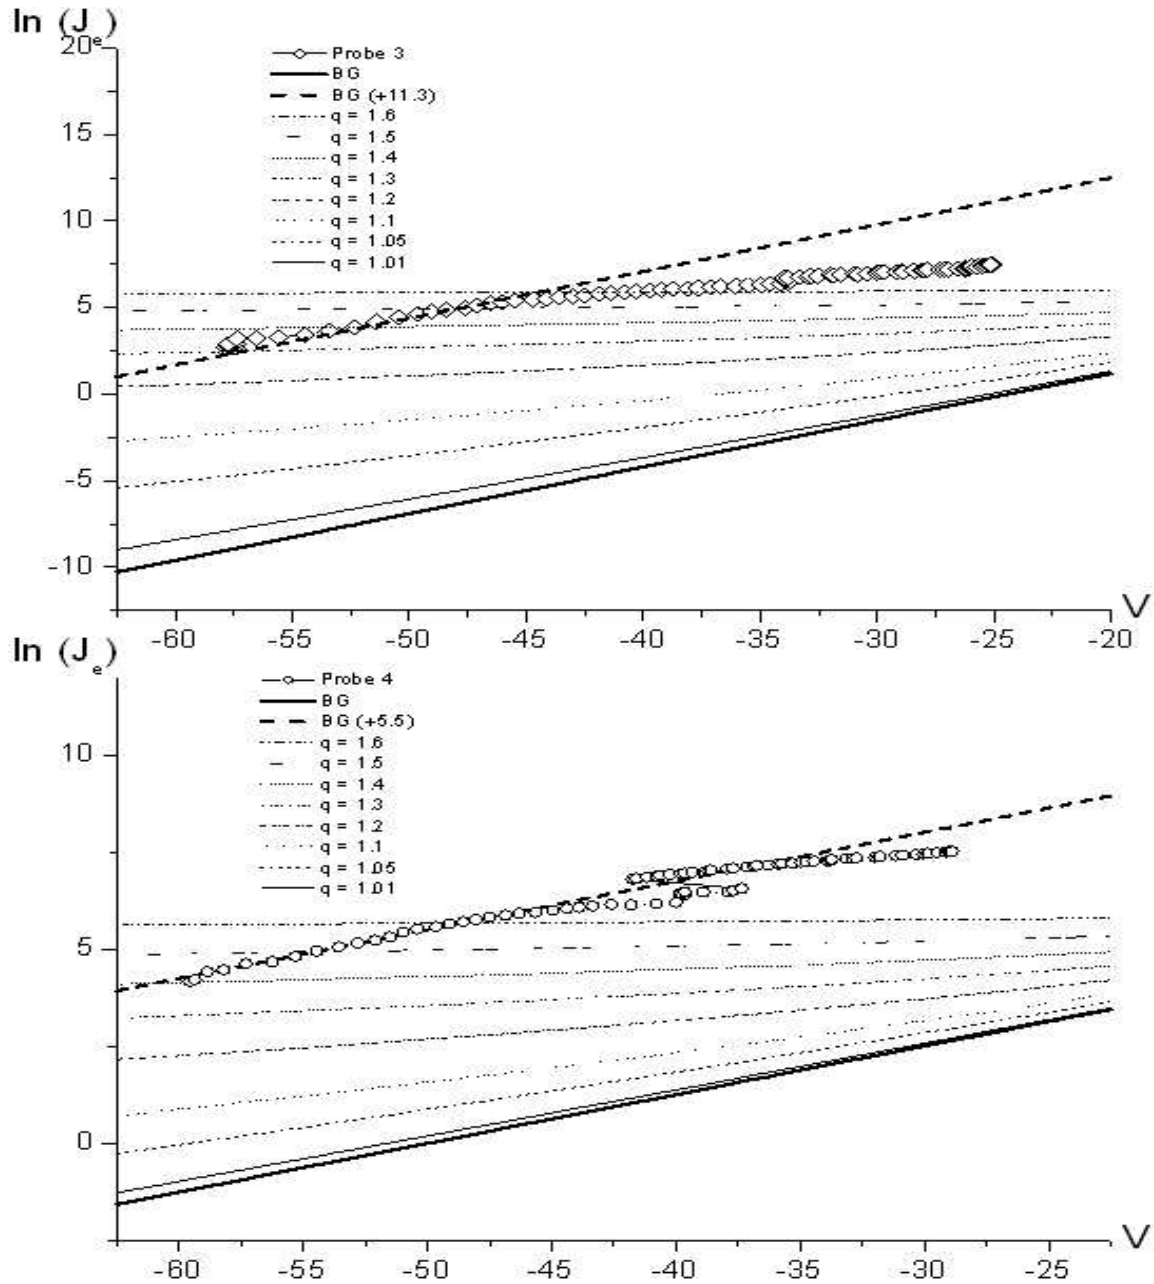 ln (Jₑ)
20
Probe 3
BG
BG (+11.3)
q = 1.6
15
q = 1.5
q = 1.4
q = 1.3
q = 1.2
10
q = 1.1
q = 1.05
q = 1.01
5
0
-5
-10
V
-60 -55 -50 -45 -40 -35 -30 -25 -20
ln (Jₑ)
Probe 4
BG
BG (+5.5)
q = 1.6
10
q = 1.5
q = 1.4
q = 1.3
q = 1.2
q = 1.1
q = 1.05
q = 1.01
5
0
V
-60 -55 -50 -45 -40 -35 -30 -25